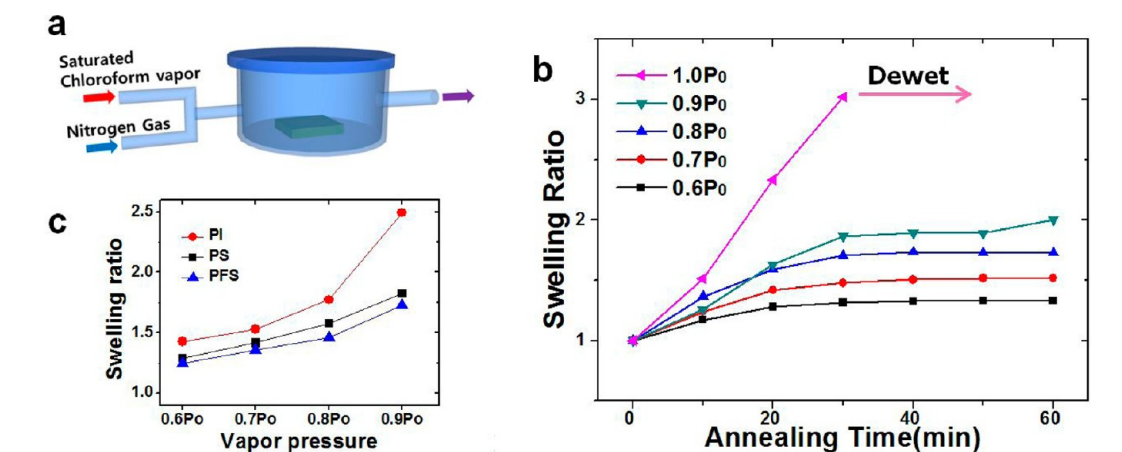 a
Saturated
Chloroform vapor
Nitrogen Gas
b
1.0P0
0.9P0
0.8P0
0.7P0
0.6P0
Dewet
3
2
1
Swelling Ratio
0
20
40
60
Annealing Time(min)
c
PI
PS
PFS
2.5
2.0
1.5
1.0
Swelling ratio
0.6Po
0.7Po
0.8Po
0.9Po
Vapor pressure